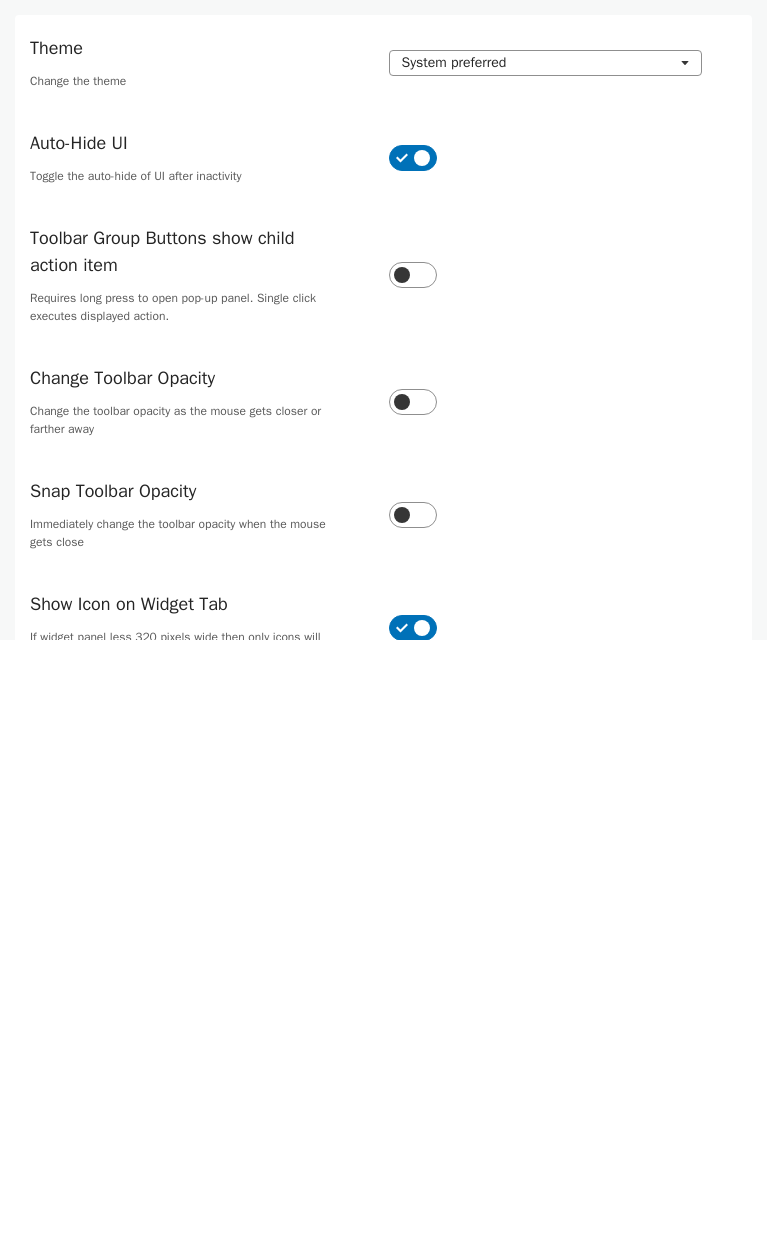 Theme
System preferred
Change the theme
Auto-Hide UI
Toggle the auto-hide of UI after inactivity
Toolbar Group Buttons show child
action item
Requires long press to open pop-up panel. Single click
executes displayed action.
Change Toolbar Opacity
Change the toolbar opacity as the mouse gets closer or
farther away
Snap Toolbar Opacity
Immediately change the toolbar opacity when the mouse
gets close
Show Icon on Widget Tab
If widget panel less 320 pixels wide then only icons will